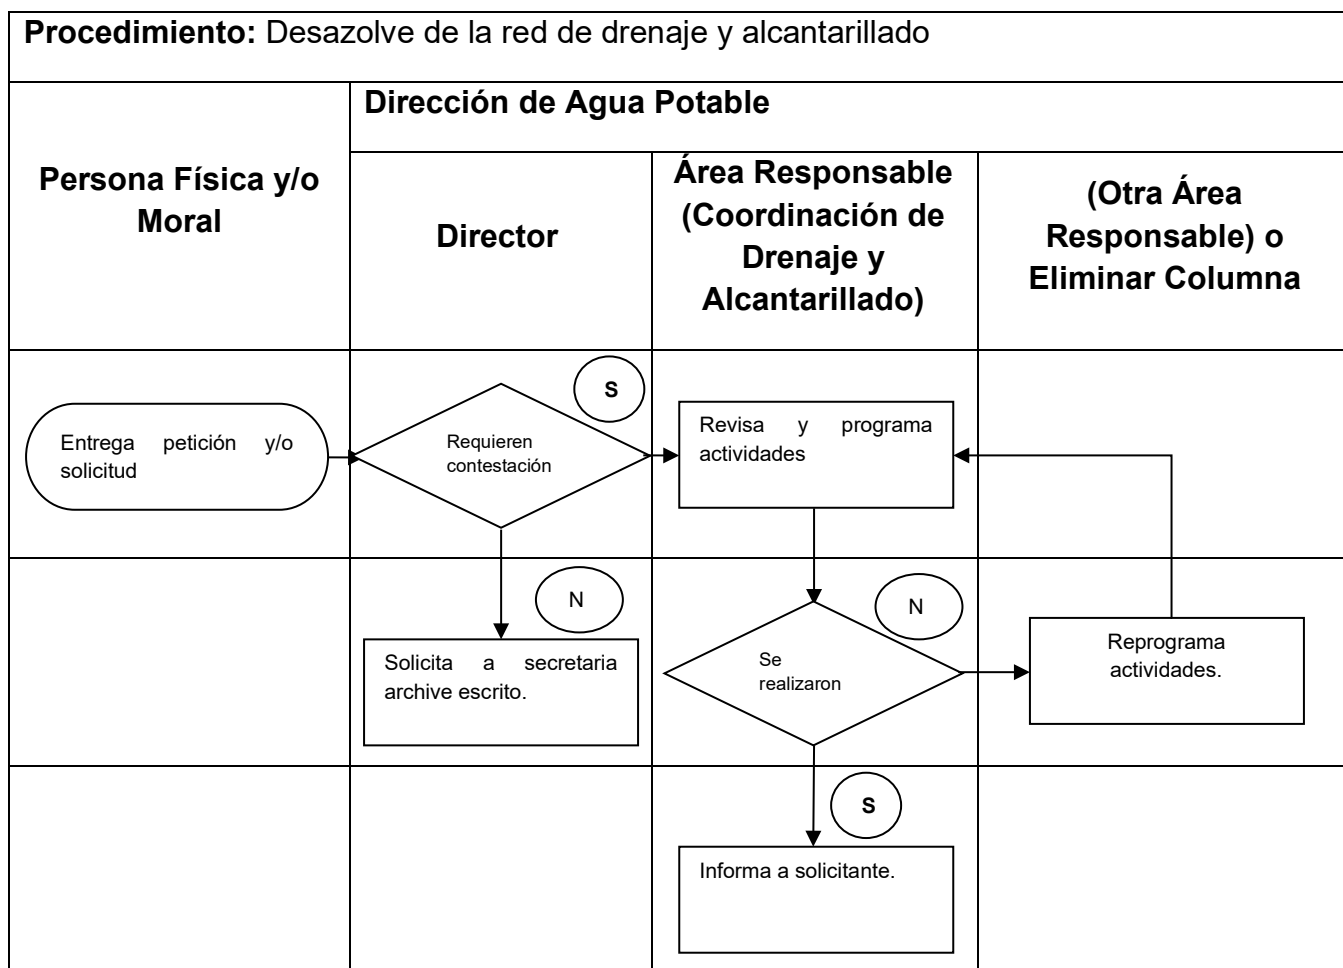 Procedimiento: Desazolve de la red de drenaje y alcantarillado
Dirección de Agua Potable
Persona Física y/o
Moral
Director
Área Responsable
(Coordinación de
Drenaje y
Alcantarillado)
(Otra Área
Responsable) o
Eliminar Columna
Entrega petición y/o
solicitud
Requieren
contestación
S
Revisa y programa
actividades
N
Solicita a secretaria
archive escrito.
Se
realizaron
N
Reprograma
actividades.
S
Informa a solicitante.